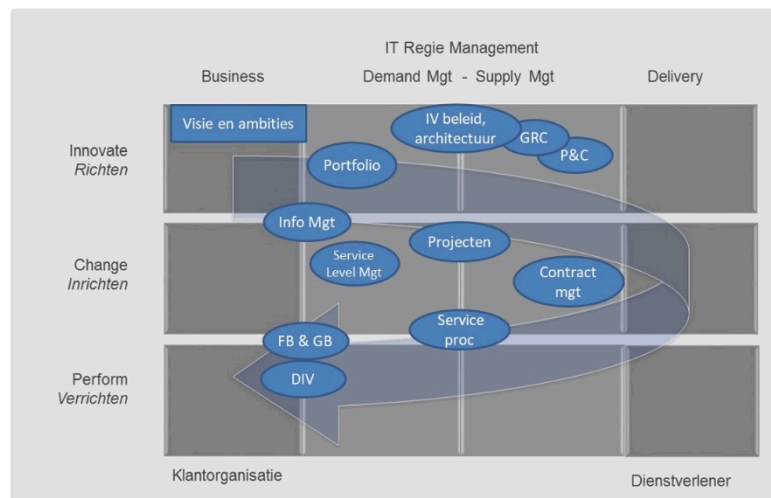 IT Regie Management
Business
Demand Mgt - Supply Mgt
Delivery
Visie en ambities
IV beleid,
architectuur
GRC
P&C
Innovate
Richten
Portfolio
Info Mgt
Projecten
Service
Level Mgt
Contract
mgt
Change
Inrichten
Service
proc
FB & GB
DIV
Perform
Verrichten
Klantorganisatie
Dienstverlener